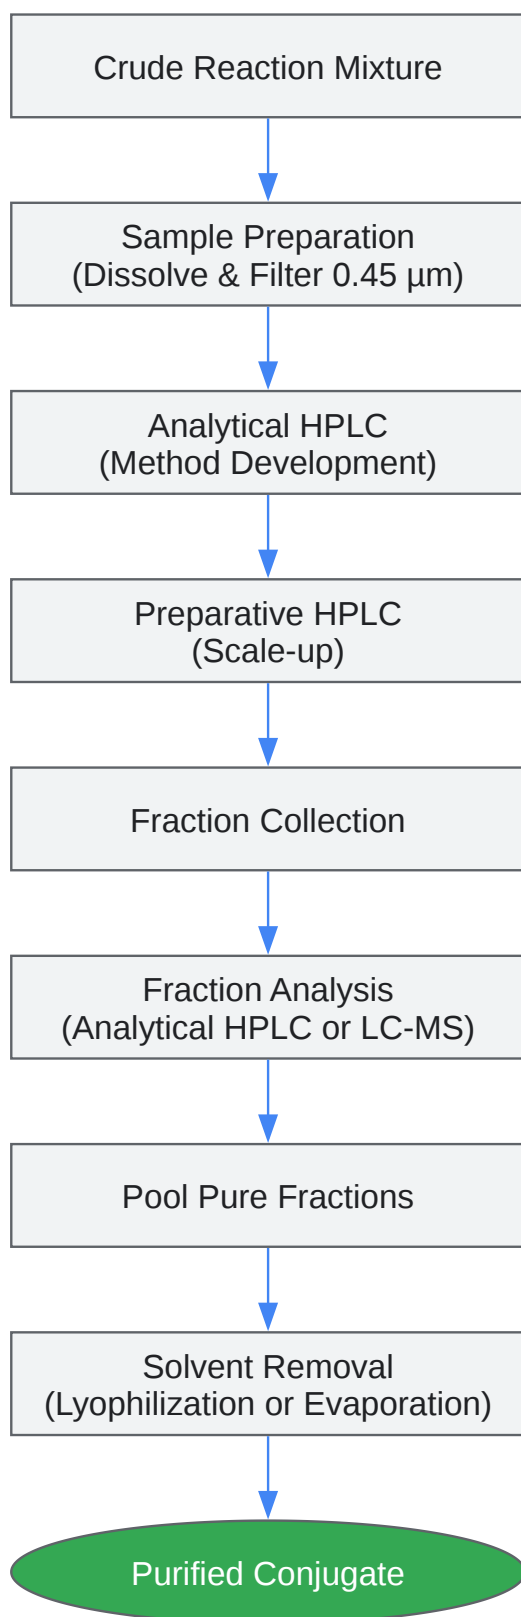 Crude Reaction Mixture
Sample Preparation
(Dissolve & Filter 0.45 µm)
Analytical HPLC
(Method Development)
Preparative HPLC
(Scale-up)
Fraction Collection
Fraction Analysis
(Analytical HPLC or LC-MS)
Pool Pure Fractions
Solvent Removal
(Lyophilization or Evaporation)
Purified Conjugate